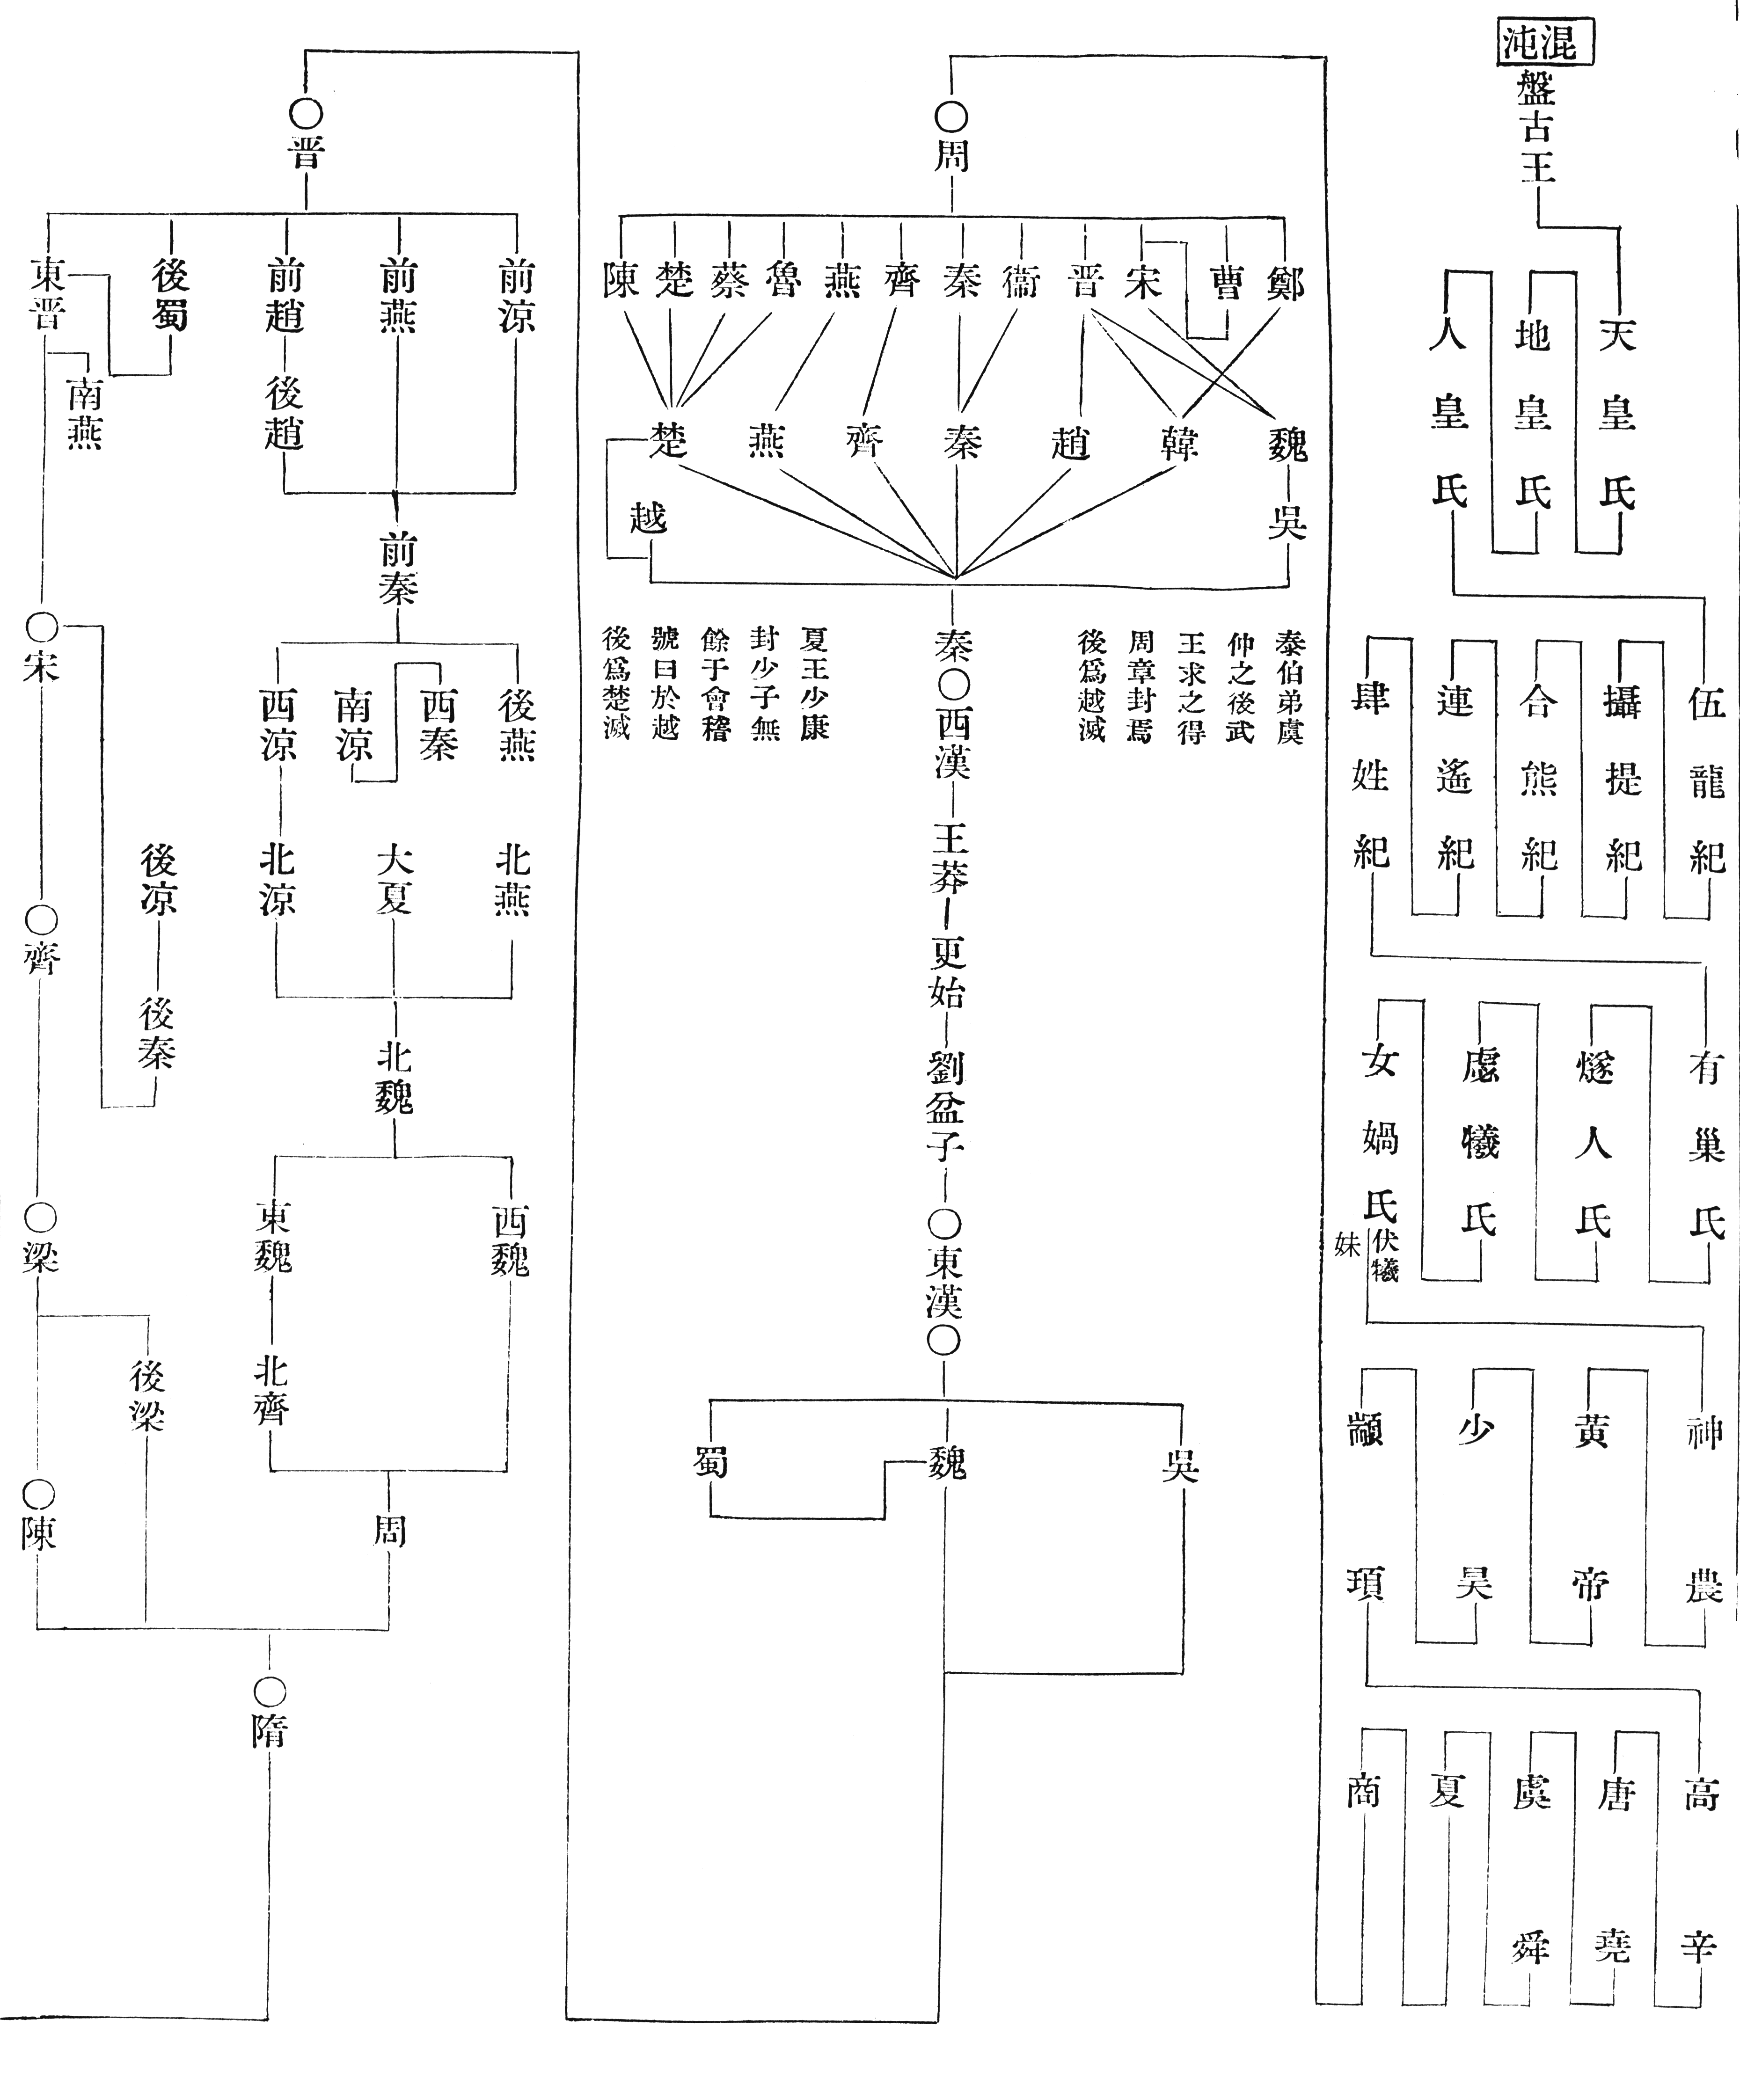 混沌
盤古王
天皇氏
地皇氏
人皇氏
伍龍紀
攝提紀
合熊紀
連遙紀
肆姓紀
有巢氏
燧人氏
處犧氏
女媧氏
伏犧
妹
神農
黃帝
少昊
顓頊
高辛
唐堯
虞舜
夏
商
周
鄭
曹
宋
晋
衞
秦
齊
燕
魯
蔡
楚
陳
魏
韓
趙
秦
齊
燕
楚
吳
越
泰伯弟虞
仲之後武
王求之得
周章封焉
後爲越滅
夏王少康
封少子無
餘于會稽
號曰於越
後爲楚滅
秦
西漢
王莽
更始
劉盆子
東漢
吳
魏
蜀
晋
前涼
前燕
前趙
後趙
後蜀
東晋
南燕
前秦
後燕
西秦
南涼
西涼
北燕
大夏
北涼
後凉
後秦
北魏
西魏
東魏
北齊
周
宋
齊
梁
後梁
陳
隋